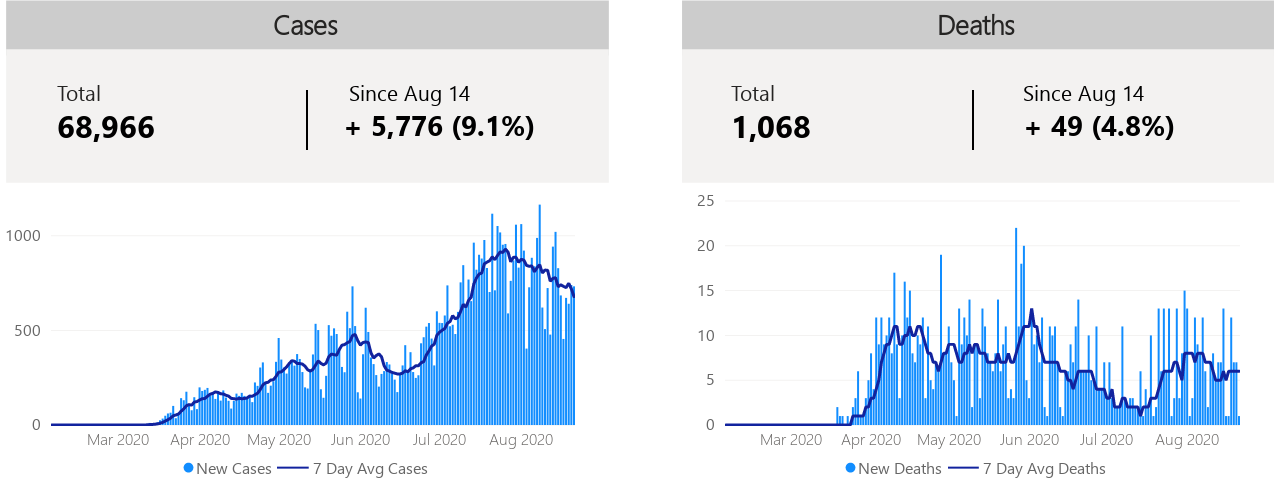 Cases
Total
Since Aug 14
68,966
+ 5,776 (9.1%)
1000
500
0
Mar 2020 Apr 2020 May 2020 Jun 2020 Jul 2020 Aug 2020
New Cases 7 Day Avg Cases
Deaths
Total
Since Aug 14
1,068
+ 49 (4.8%)
25
20
15
10
5
0
Mar 2020 Apr 2020 May 2020 Jun 2020 Jul 2020 Aug 2020
New Deaths 7 Day Avg Deaths